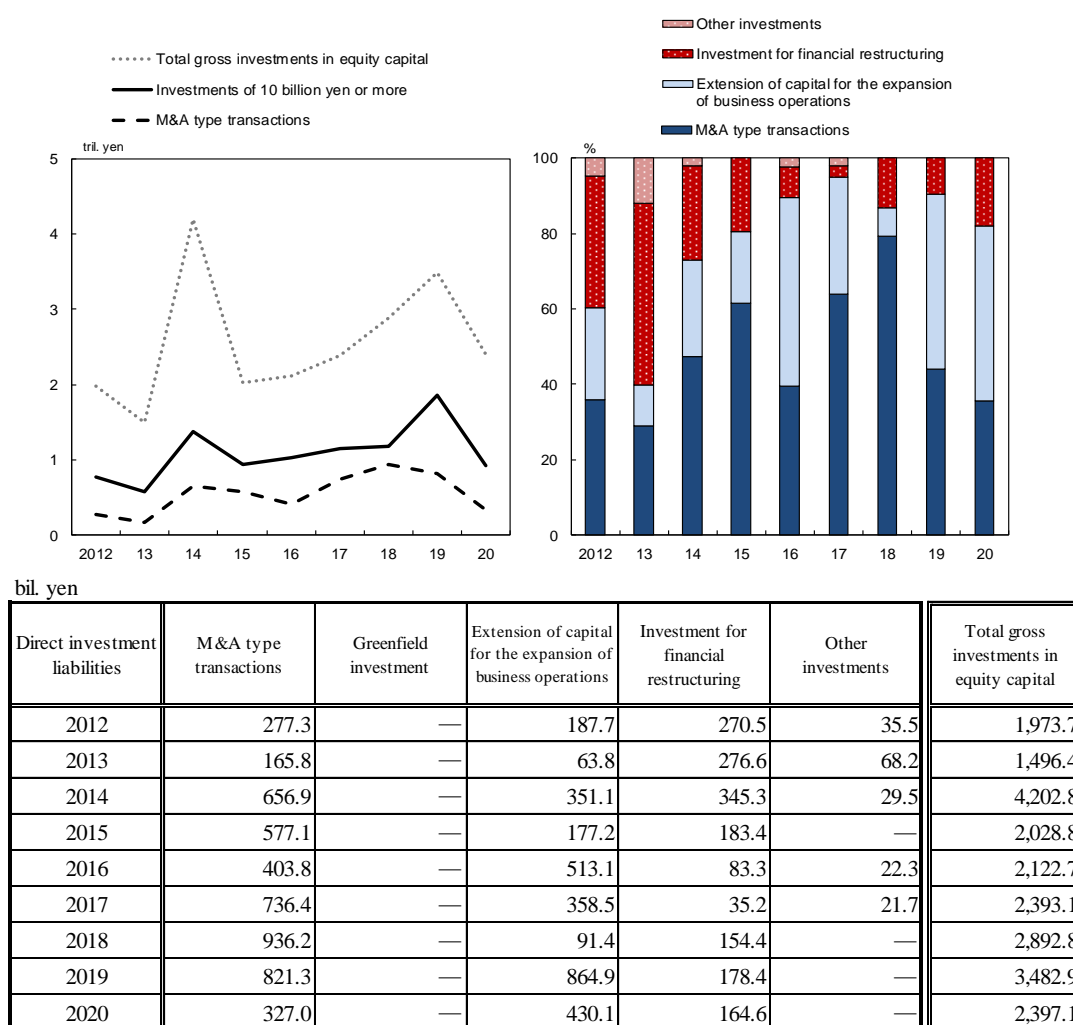 Total gross investments in equity capital
Investments of 10 billion yen or more
M&A type transactions
Other investments
Investment for financial restructuring
Extension of capital for the expansion
of business operations
M&A type transactions
tril. yen
5
4
3
2
1
0
2012 13 14 15 16 17 18 19 20
%
100
80
60
40
20
0
2012 13 14 15 16 17 18 19 20
bil. yen
Direct investment liabilities | M&A type transactions | Greenfield investment | Extension of capital for the expansion of business operations | Investment for financial restructuring | Other investments | Total gross investments in equity capital
2012 277.3 — 187.7 270.5 35.5 1,973.7
2013 165.8 — 63.8 276.6 68.2 1,496.4
2014 656.9 — 351.1 345.3 29.5 4,202.8
2015 577.1 — 177.2 183.4 — 2,028.8
2016 403.8 — 513.1 83.3 22.3 2,122.7
2017 736.4 — 358.5 35.2 21.7 2,393.1
2018 936.2 — 91.4 154.4 — 2,892.8
2019 821.3 — 864.9 178.4 — 3,482.9
2020 327.0 — 430.1 164.6 — 2,397.1